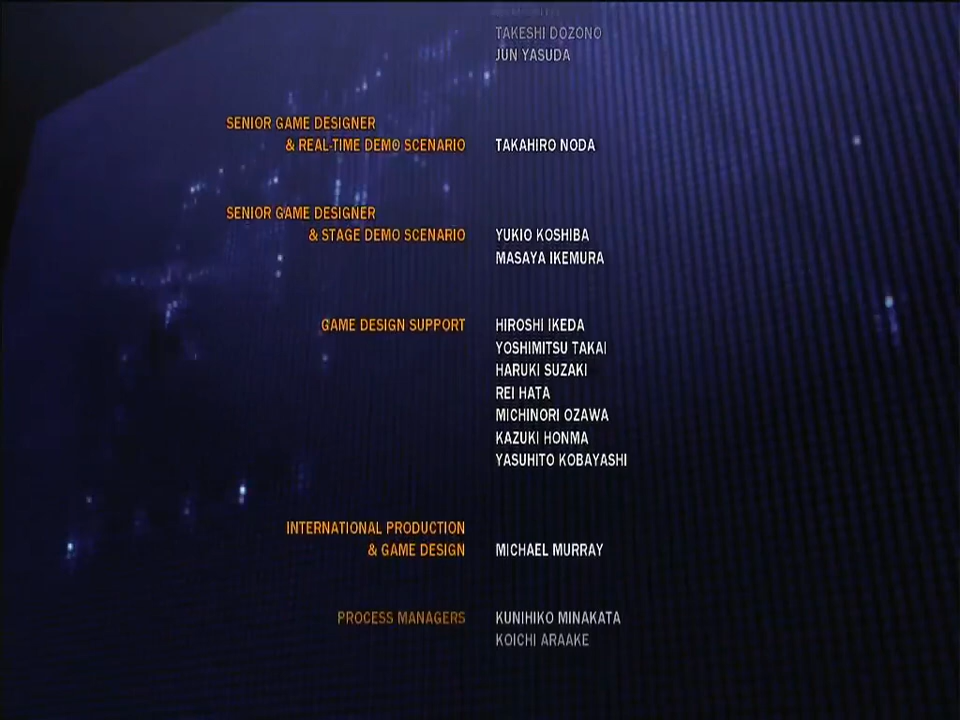 TAKESHI DOZONO
JUN YASUDA
SENIOR GAME DESIGNER
& REAL-TIME DEMO SCENARIO TAKAHIRO NODA
SENIOR GAME DESIGNER
& STAGE DEMO SCENARIO YUKIO KOSHIBA
MASAYA IKEMURA
GAME DESIGN SUPPORT HIROSHI IKEDA
YOSHIMITSU TAKAI
HARUKI SUZAKI
REI HATA
MICHINORI OZAWA
KAZUKI HONMA
YASUHITO KOBAYASHI
INTERNATIONAL PRODUCTION
& GAME DESIGN MICHAEL MURRAY
PROCESS MANAGERS KUNIHIKO MINAKATA
KOICHI ARAAKE